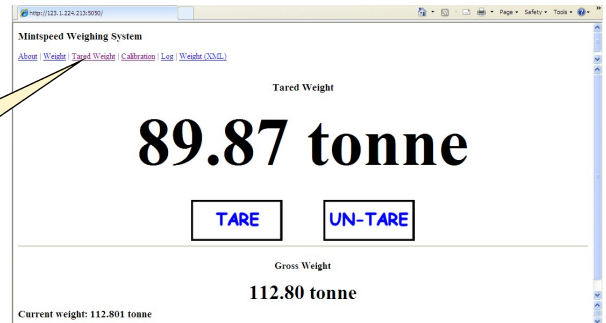 http://123.1.224.213:5050/
Page Safety Tools
Mintspeed Weighing System
About | Weight | Tared Weight | Calibration | Log | Weight (XML)
Tared Weight
89.87 tonne
TARE UN-TARE
Gross Weight
112.80 tonne
Current weight: 112.801 tonne